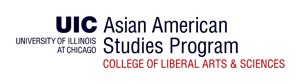 UIC
UNIVERSITY OF ILLINOIS
AT CHICAGO
Asian American
Studies Program
COLLEGE OF LIBERAL ARTS & SCIENCES